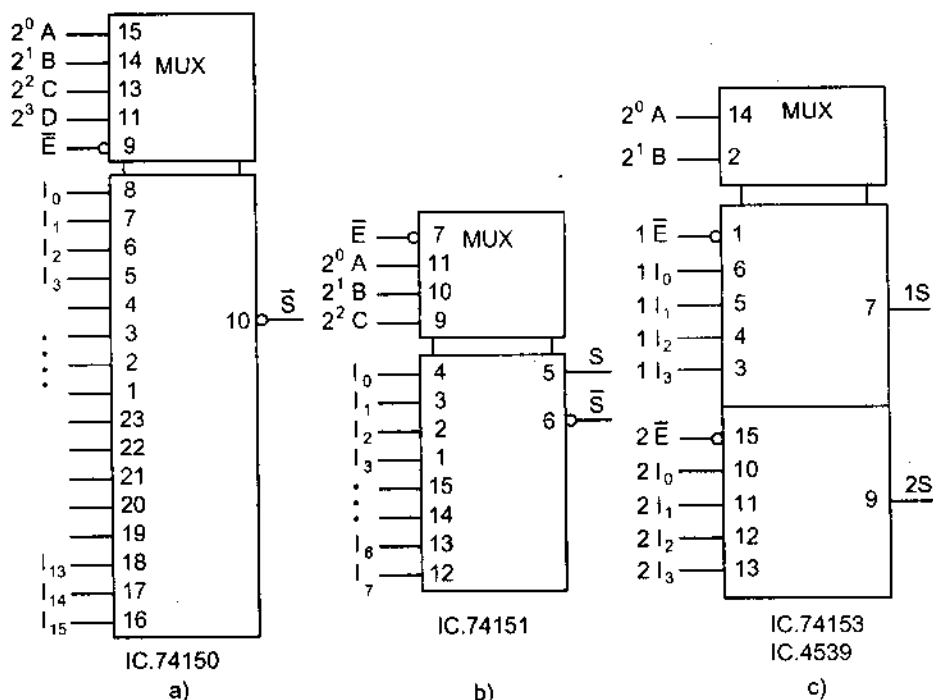 2⁰ A 15
2¹ B 14 MUX
2² C 13
2³ D 11
E̅ 9
I₀ 8
I₁ 7
I₂ 6
I₃ 5
4
3
2
1
23
22
21
20
19
I₁₃ 18
I₁₄ 17
I₁₅ 16
10 S̅
IC.74150
a)
E̅ 7 MUX
2⁰ A 11
2¹ B 10
2² C 9
I₀ 4 5 S
I₁ 3
I₂ 2 6 S̅
I₃ 1
15
14
I₆ 13
I₇ 12
IC.74151
b)
MUX
2⁰ A 14
2¹ B 2
1 E̅ 1
1 I₀ 6
1 I₁ 5 7 1S
1 I₂ 4
1 I₃ 3
2 E̅ 15
2 I₀ 10
2 I₁ 11 9 2S
2 I₂ 12
2 I₃ 13
IC.74153
IC.4539
c)